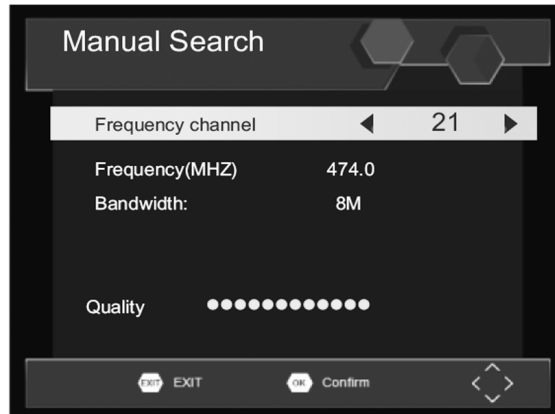 Manual Search
Frequency channel 21
Frequency(MHZ) 474.0
Bandwidth: 8M
Quality
EXIT EXIT OK Confirm